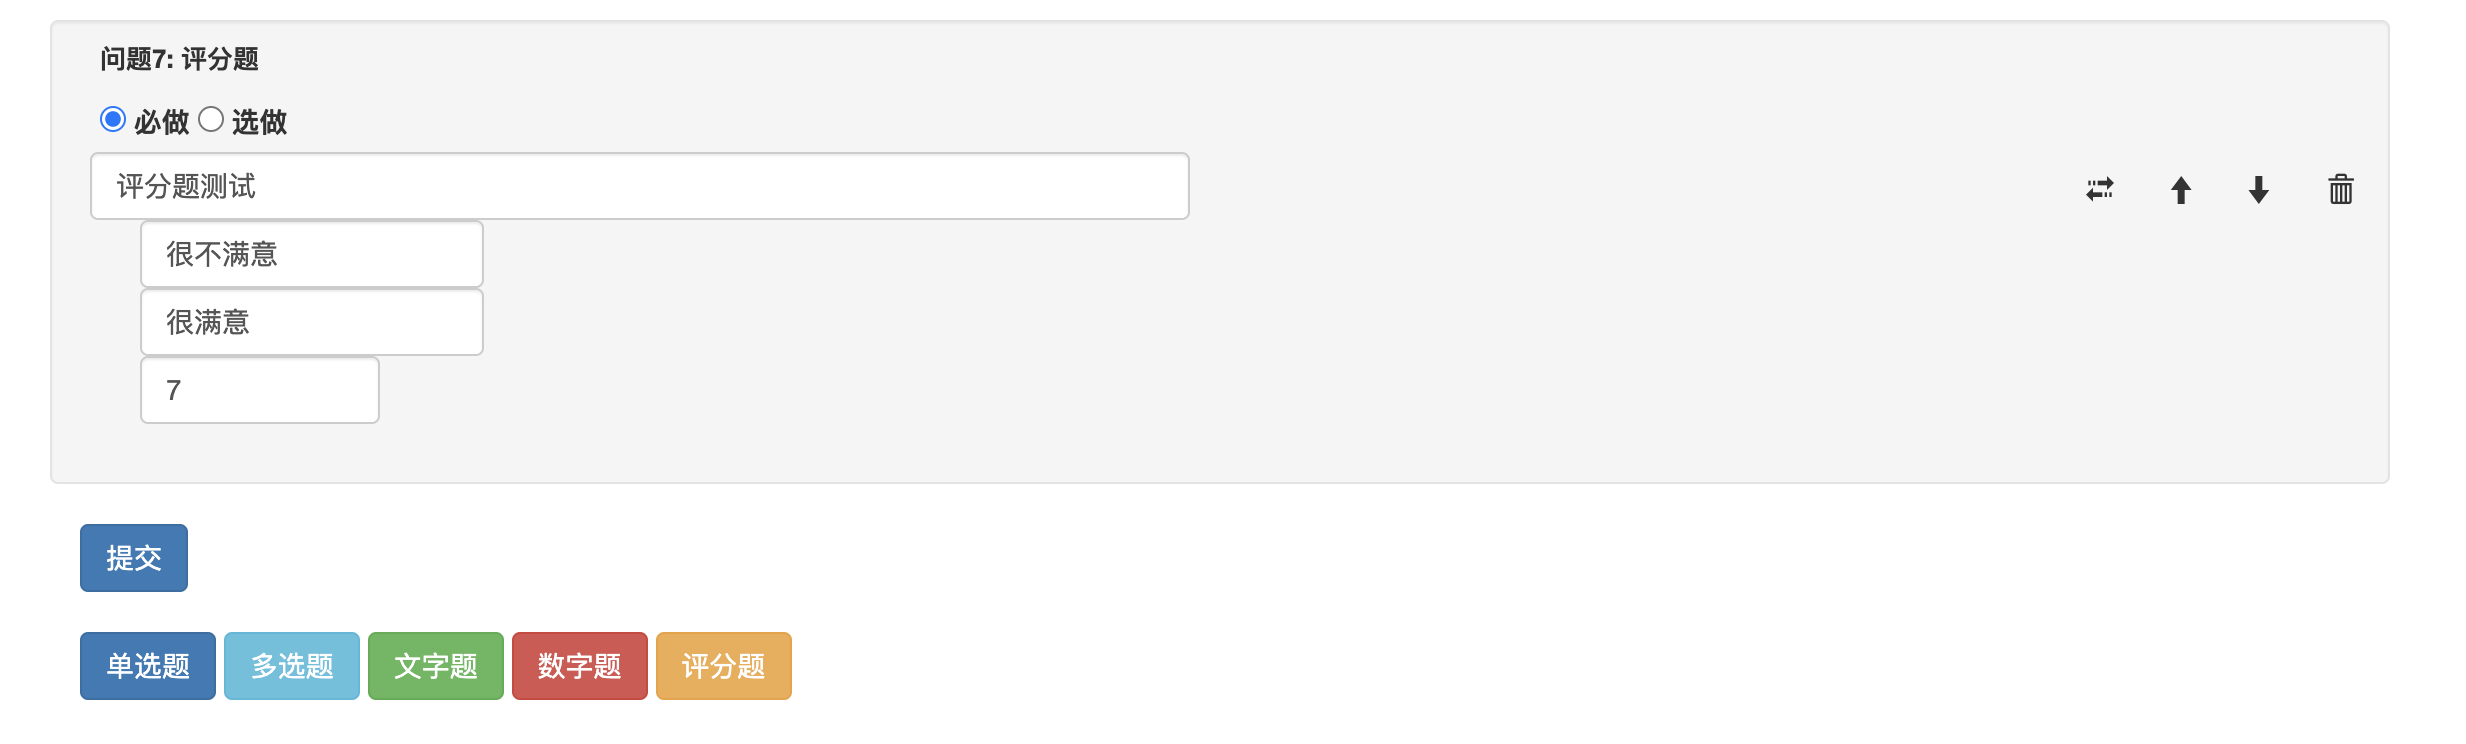 问题7: 评分题
必做 选做
评分题测试
很不满意
很满意
7
提交
单选题 多选题 文字题 数字题 评分题